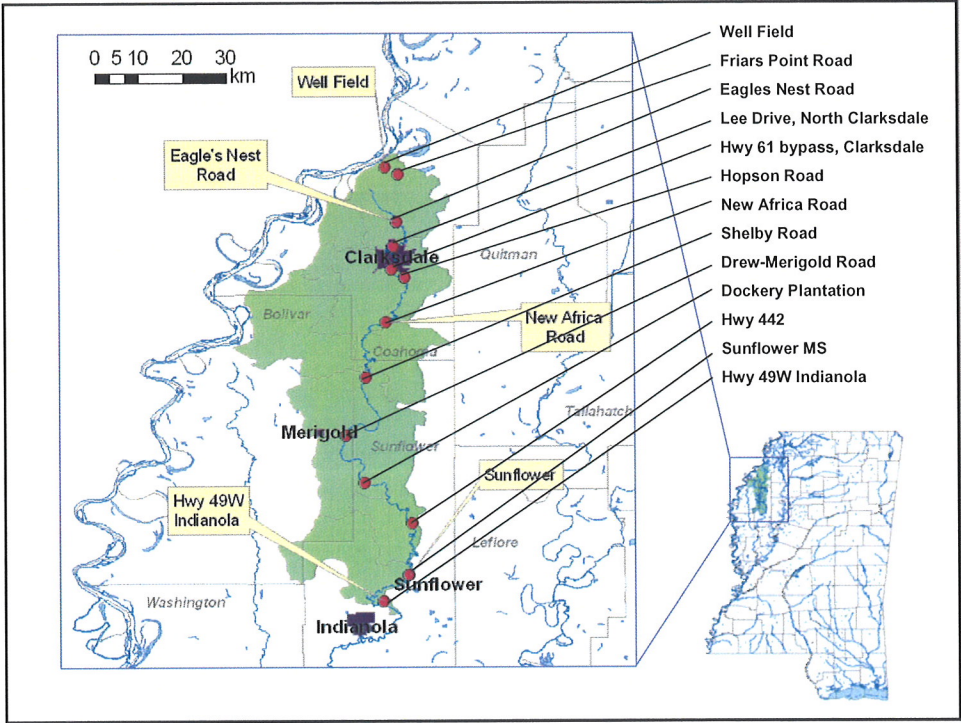 0 5 10 20 30
km
Well Field
Eagle's Nest
Road
Clarksdale
Quitman
Bolivar
New Africa
Road
Coahoma
Tallahatch
Merigold
Sunflower
Sunflower
Hwy 49W
Indianola
Leflore
Sunflower
Washington
Indianola
Well Field
Friars Point Road
Eagles Nest Road
Lee Drive, North Clarksdale
Hwy 61 bypass, Clarksdale
Hopson Road
New Africa Road
Shelby Road
Drew-Merigold Road
Dockery Plantation
Hwy 442
Sunflower MS
Hwy 49W Indianola